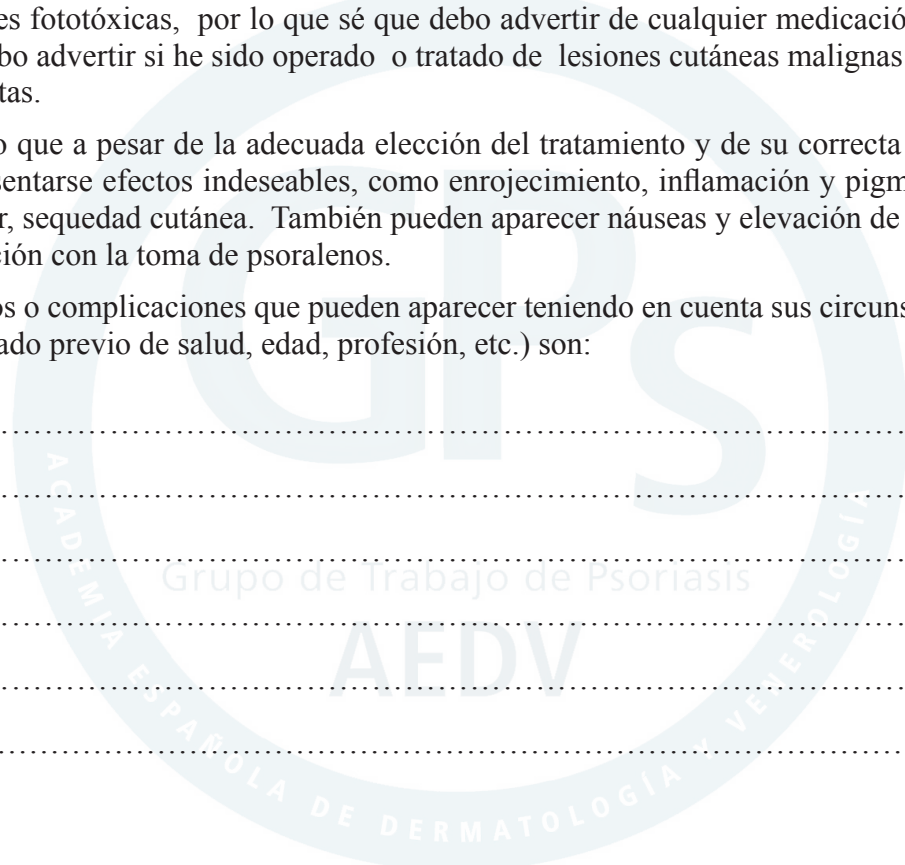 es fototóxicas, por lo que sé que debo advertir de cualquier medicació
bo advertir si he sido operado o tratado de lesiones cutáneas malignas
tas.
o que a pesar de la adecuada elección del tratamiento y de su correcta
sentarse efectos indeseables, como enrojecimiento, inflamación y pigm
r, sequedad cutánea. También pueden aparecer náuseas y elevación de
ción con la toma de psoralenos.
os o complicaciones que pueden aparecer teniendo en cuenta sus circuns
ado previo de salud, edad, profesión, etc.) son:
GPS
Grupo de Trabajo de Psoriasis
AEDV
ACADEMIA ESPAÑOLA DE DERMATOLOGÍA Y VENEROLOGÍA